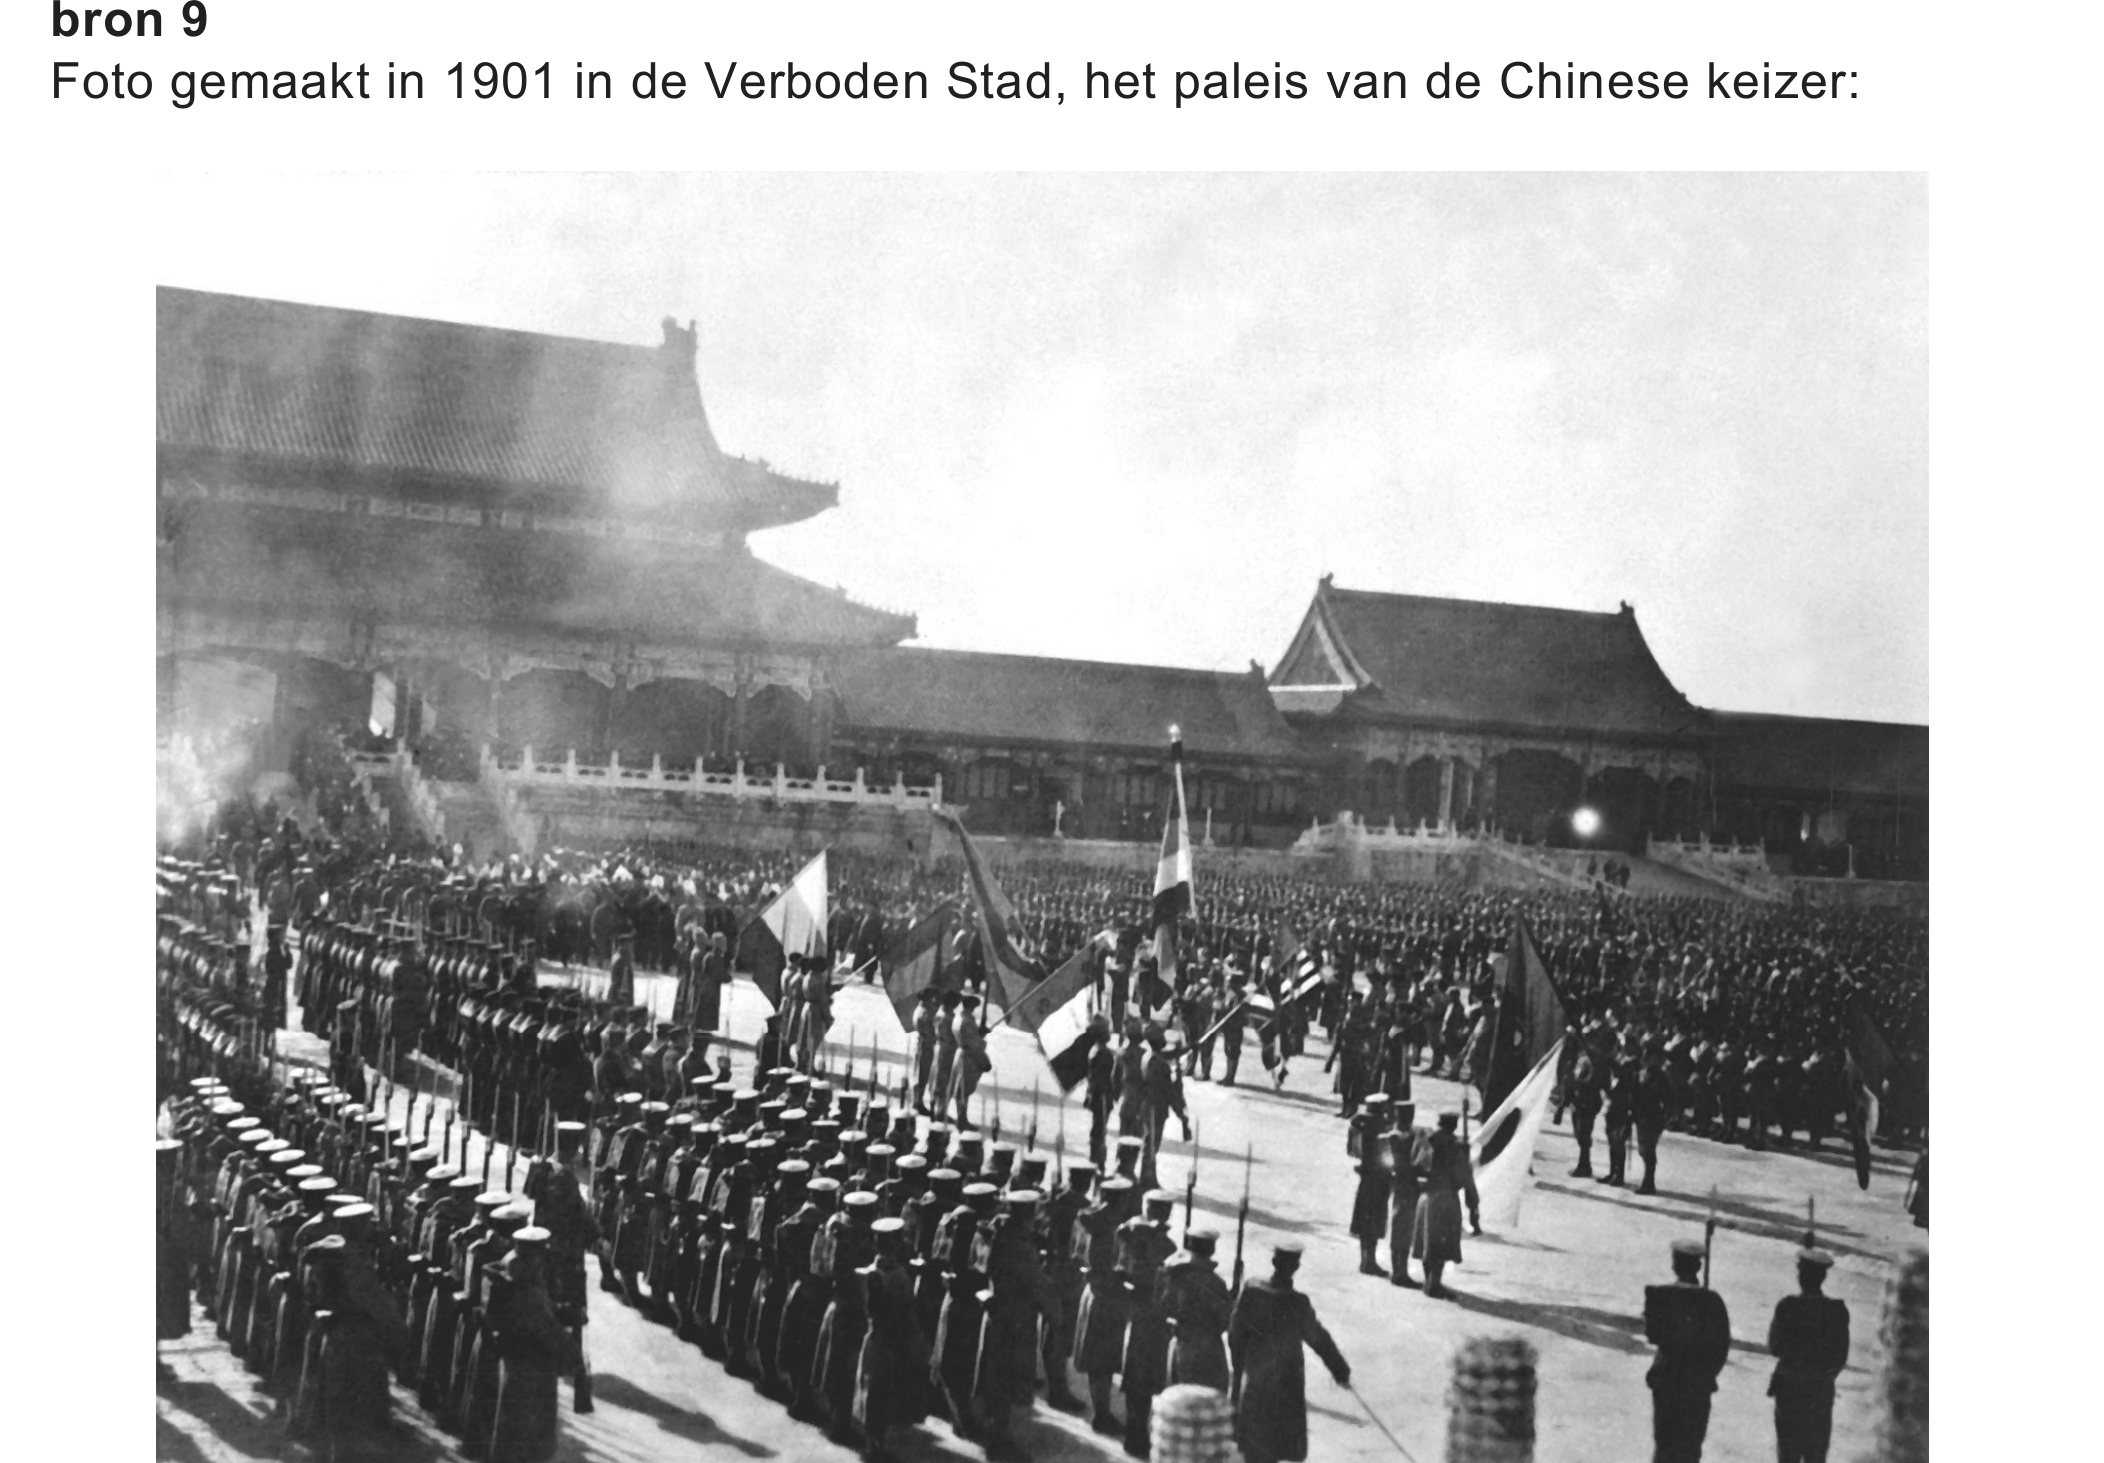 bron 9
Foto gemaakt in 1901 in de Verboden Stad, het paleis van de Chinese keizer: